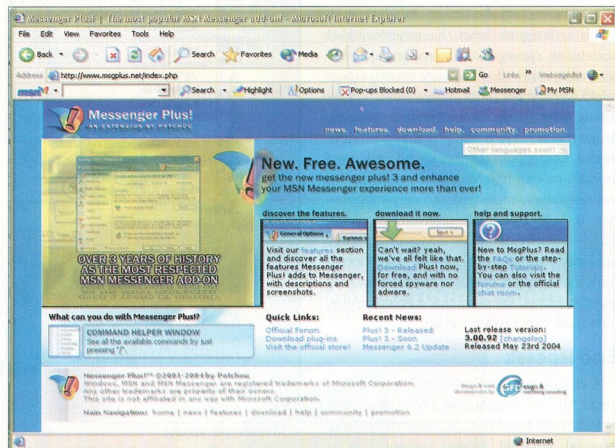 Messenger Plus! | The most popular MSN Messenger add-on! - Microsoft Internet Explorer
File Edit View Favorites Tools Help
Back Search Favorites Media
Address http://www.msgplus.net/index.php Go Links
msn Search Highlight Options Pop-ups Blocked (0) Hotmail Messenger My MSN
Messenger Plus!
AN EXTENSION BY PATCHOU
news. features. download. help. community. promotion.
Other languages soon!
New. Free. Awesome.
get the new messenger plus! 3 and enhance
your MSN Messenger experience more than ever!
OVER 3 YEARS OF HISTORY
AS THE MOST RESPECTED
MSN MESSENGER ADD-ON
discover the features.
General Options
Visit our features section
and discover all the
features Messenger
Plus! adds to Messenger,
with descriptions and
screenshots.
download it now.
Next >
Can't wait? yeah,
we've all felt like that.
Download Plus! now,
for free, and with no
forced spyware nor
adware.
help and support.
New to MsgPlus? Read
the FAQs or the step-
by-step Tutorials.
You can also visit the
forums or the official
chat room.
What can you do with Messenger Plus!?
COMMAND HELPER WINDOW
See all the available commands by just
pressing "/".
Quick Links:
Official Forum
Download plug-ins
Visit the official store!
Recent News:
Plus! 3 - Released
Plus! 3 - Soon
Messenger 6.2 Update
Last release version:
3.00.92 [changelog]
Released May 23rd 2004
Messenger Plus!™ ©2001-2004 by Patchou
Windows, MSN and MSN Messenger are registered trademarks of Microsoft Corporation.
Any other trademarks are property of their owners.
This site is not affiliated in any way with Microsoft Corporation.
Main Navigation: home | news | features | download | help | community | promotion
Internet